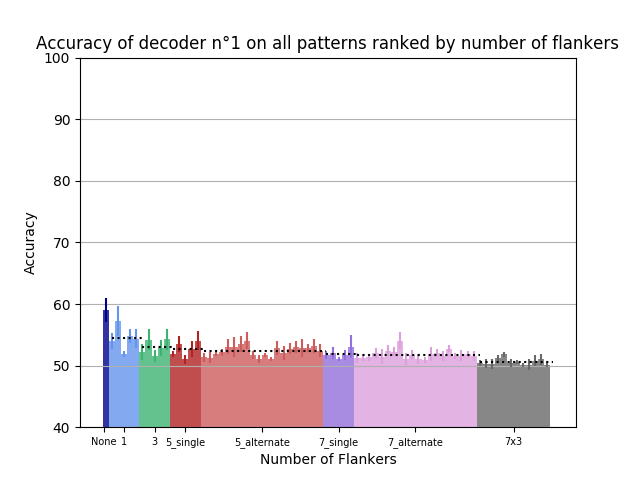 Accuracy of decoder n°1 on all patterns ranked by number of flankers
100
90
80
70
60
50
40
Accuracy
None 1 3 5_single 5_alternate 7_single 7_alternate 7x3
Number of Flankers